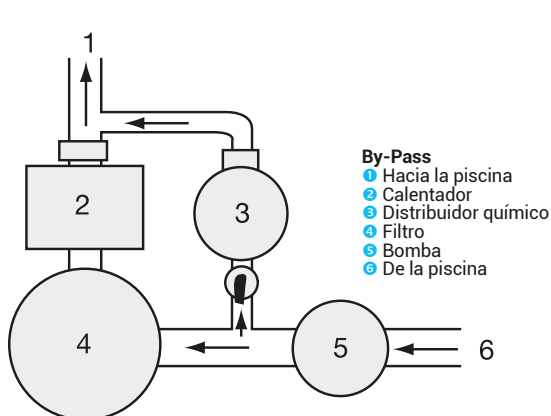 1
2
3
4
5
6
By-Pass
1 Hacia la piscina
2 Calentador
3 Distribuidor químico
4 Filtro
5 Bomba
6 De la piscina